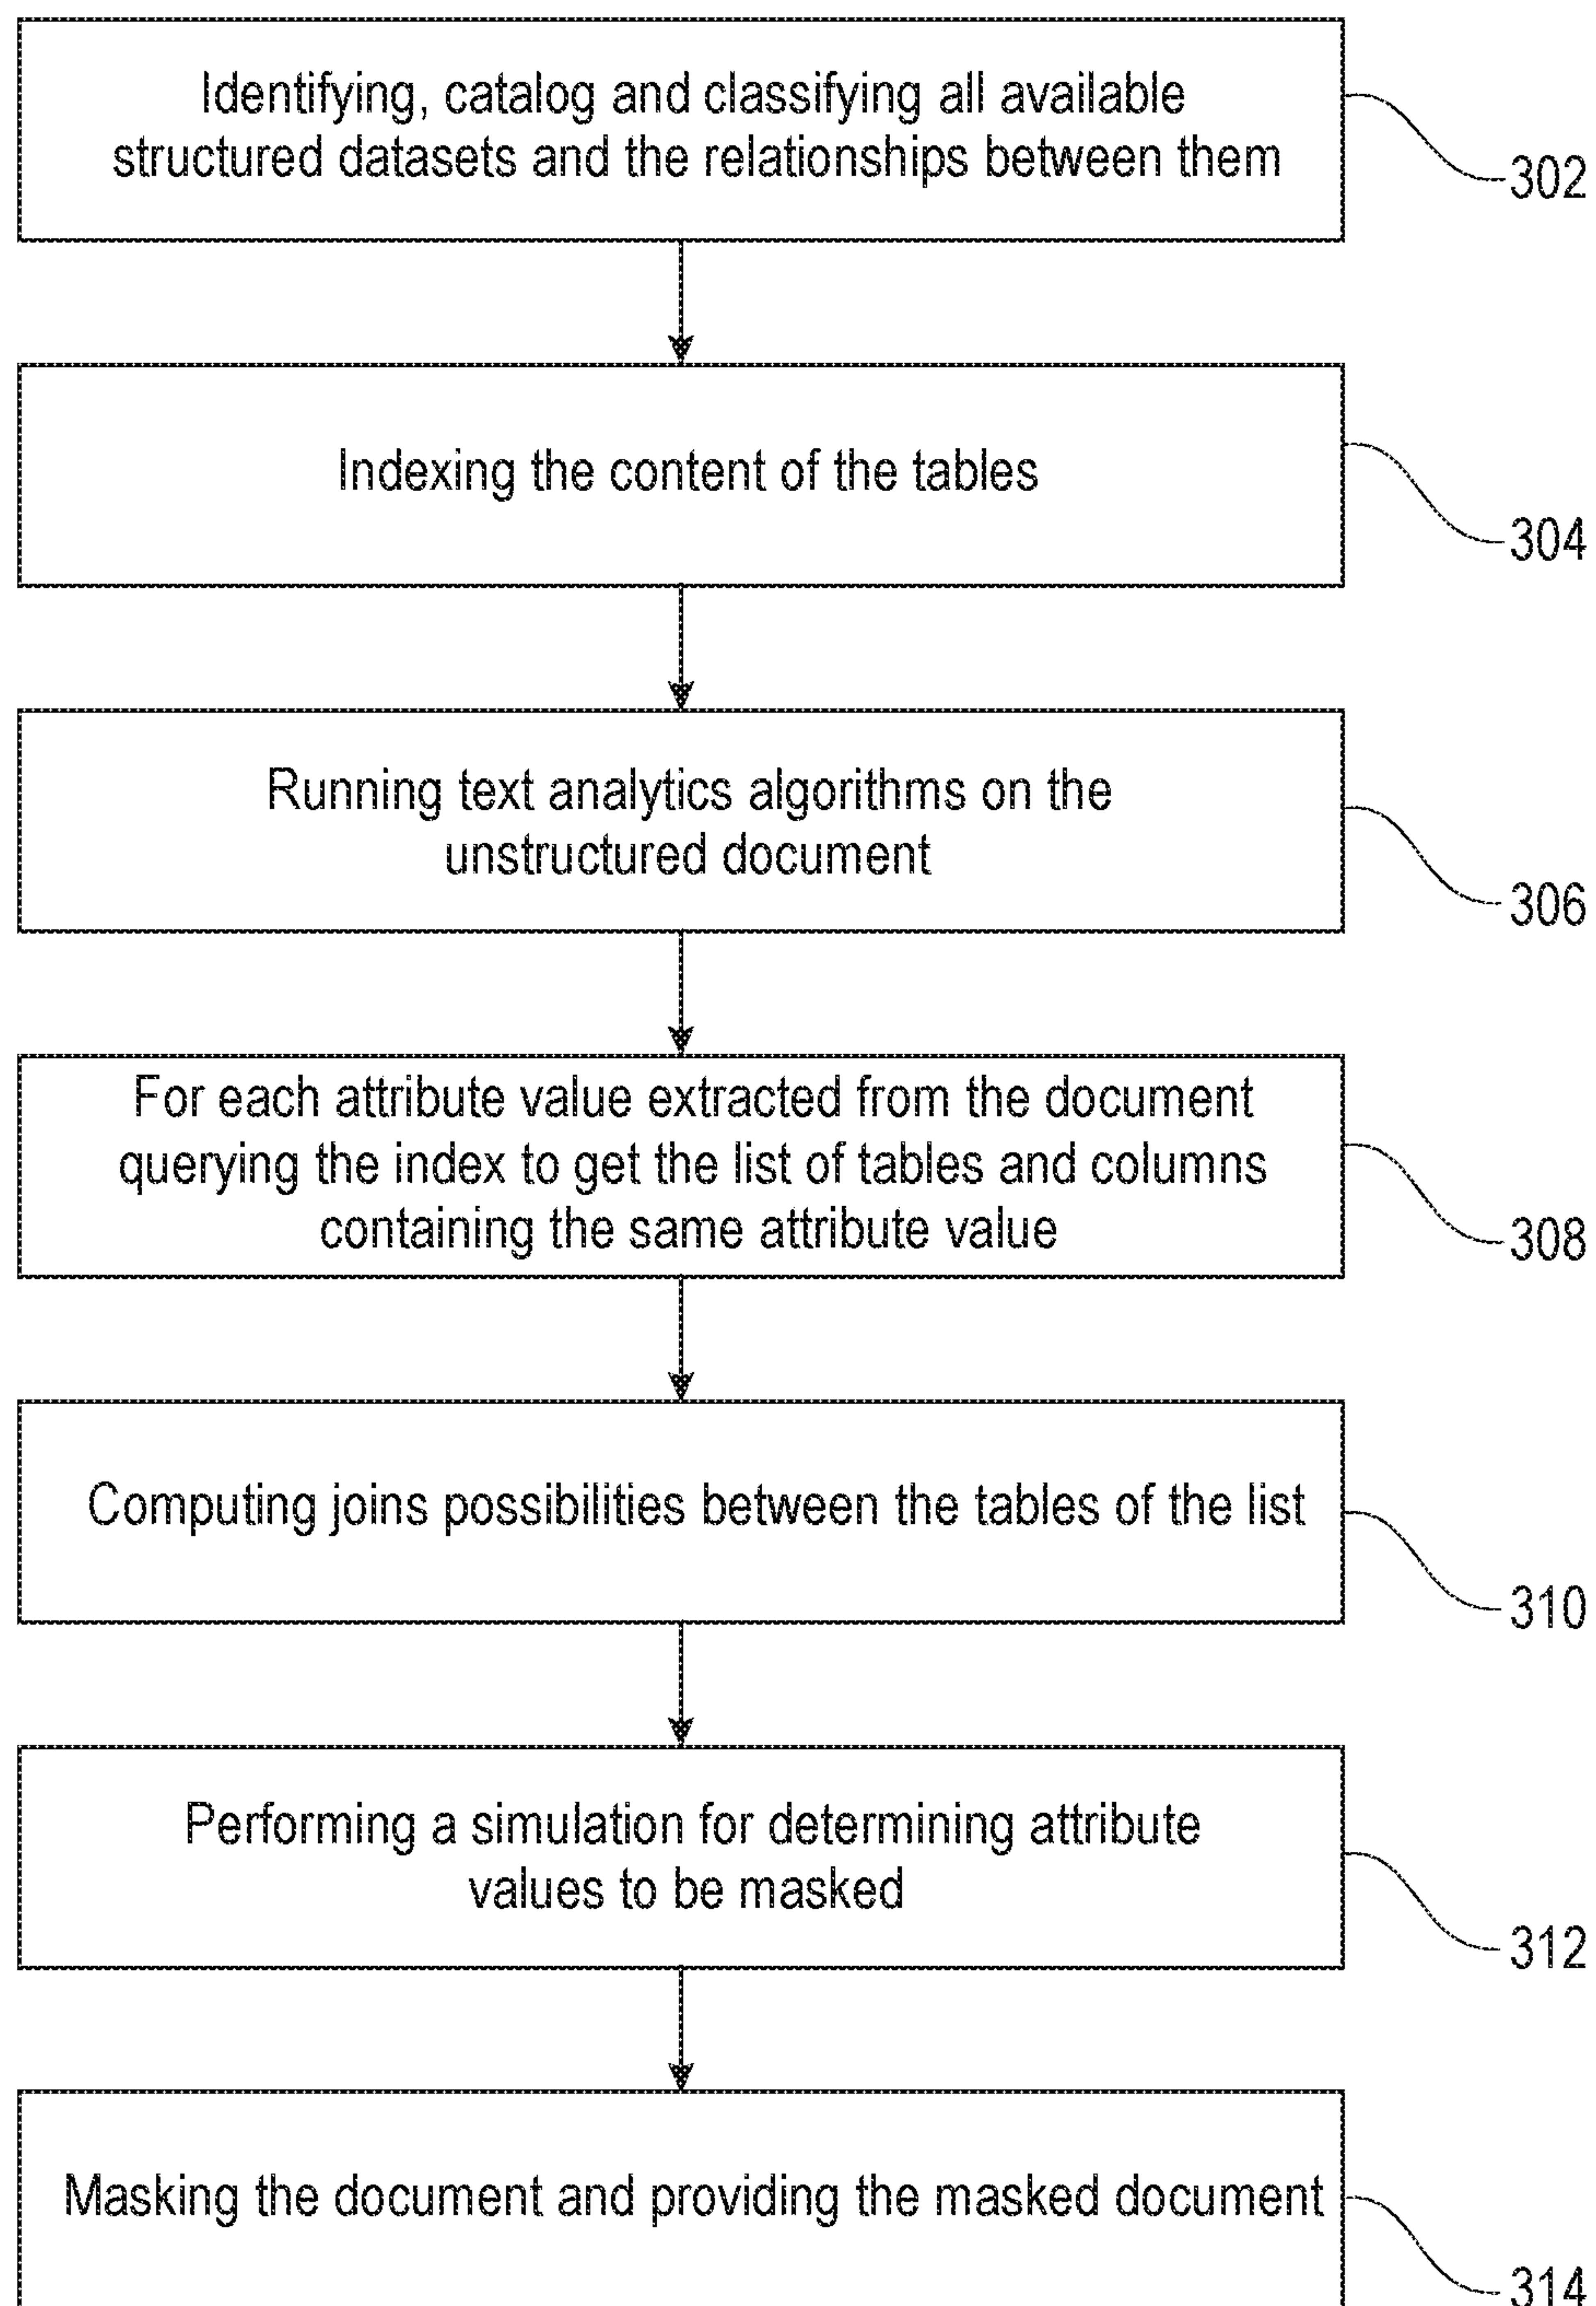 Identifying, catalog and classifying all available
structured datasets and the relationships between them
302
Indexing the content of the tables
304
Running text analytics algorithms on the
unstructured document
306
For each attribute value extracted from the document
querying the index to get the list of tables and columns
containing the same attribute value
308
Computing joins possibilities between the tables of the list
310
Performing a simulation for determining attribute
values to be masked
312
Masking the document and providing the masked document
314